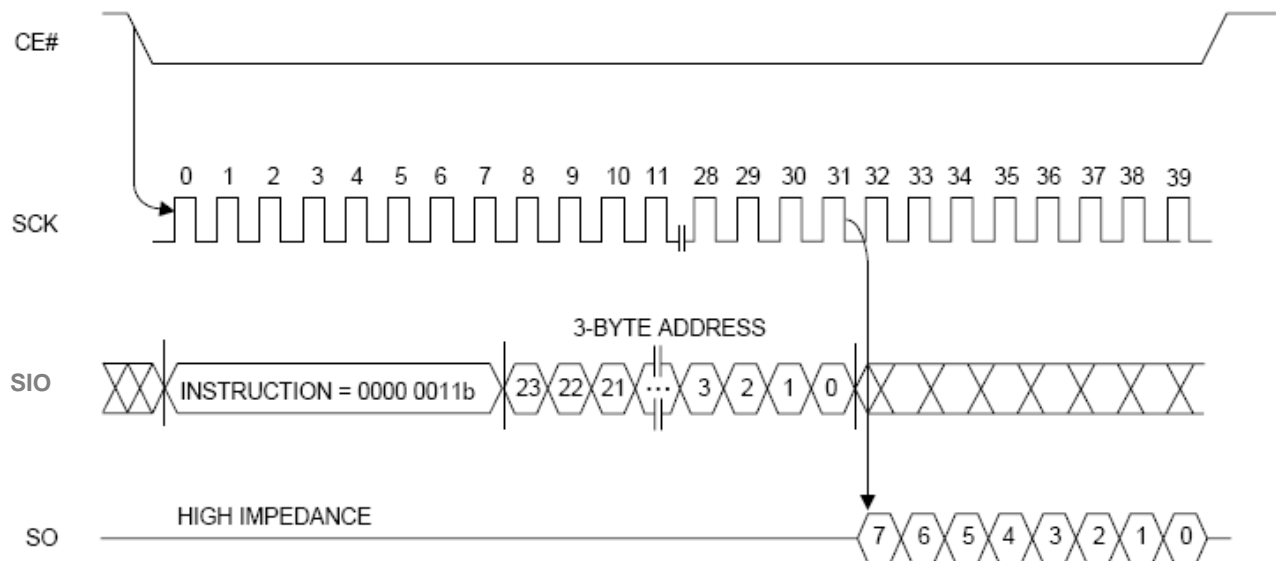 CE#
0 1 2 3 4 5 6 7 8 9 10 11 28 29 30 31 32 33 34 35 36 37 38 39
SCK
3-BYTE ADDRESS
SIO INSTRUCTION = 0000 0011b 23 22 21 ... 3 2 1 0
HIGH IMPEDANCE
SO 7 6 5 4 3 2 1 0